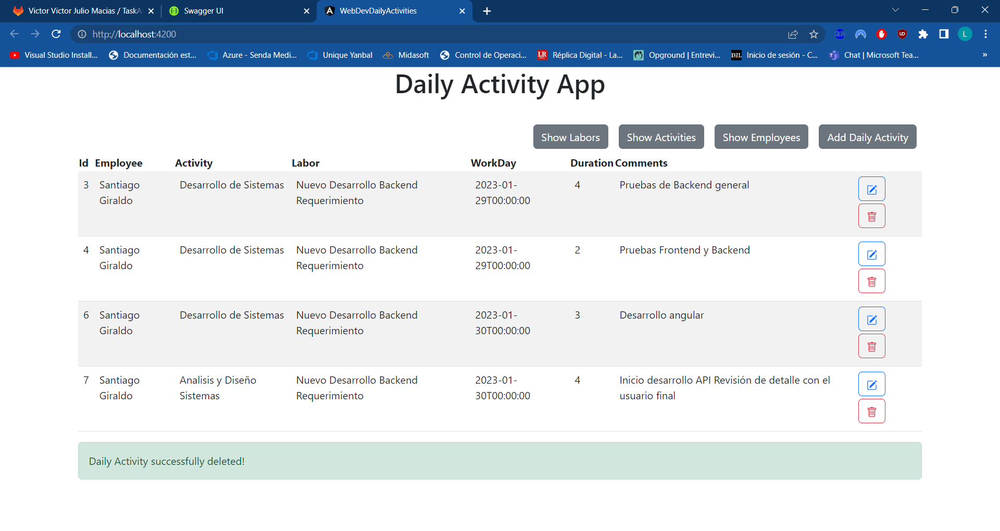 Victor Victor Julio Macias / TaskA
Swagger UI
WebDevDailyActivities
http://localhost:4200
L
Visual Studio Install...
Documentación est...
Azure - Senda Medi...
Unique Yanbal
Midasoft
Control de Operaci...
LR
Réplica Digital - La...
Opground | Entrevi...
D2L
Inicio de sesión - C...
Chat | Microsoft Tea...
»
Daily Activity App
Show Labors
Show Activities
Show Employees
Add Daily Activity
Id Employee Activity Labor WorkDay Duration Comments
3 Santiago Desarrollo de Sistemas Nuevo Desarrollo Backend 2023-01- 4 Pruebas de Backend general
Giraldo Requerimiento 29T00:00:00
4 Santiago Desarrollo de Sistemas Nuevo Desarrollo Backend 2023-01- 2 Pruebas Frontend y Backend
Giraldo Requerimiento 29T00:00:00
6 Santiago Desarrollo de Sistemas Nuevo Desarrollo Backend 2023-01- 3 Desarrollo angular
Giraldo Requerimiento 30T00:00:00
7 Santiago Analisis y Diseño Nuevo Desarrollo Backend 2023-01- 4 Inicio desarrollo API Revisión de detalle con el
Giraldo Sistemas Requerimiento 30T00:00:00 usuario final
Daily Activity successfully deleted!